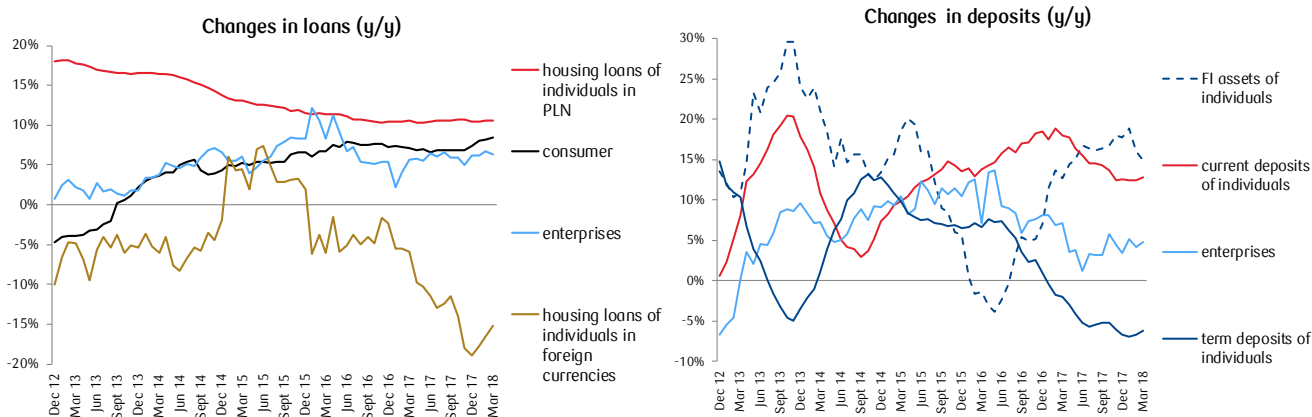 Changes in loans (y/y)
20%
15%
10%
5%
0%
-5%
-10%
-15%
-20%
Dec 12
Mar 13
Jun 13
Sept 13
Dec 13
Mar 14
Jun 14
Sept 14
Dec 14
Mar 15
Jun 15
Sept 15
Dec 15
Mar 16
Jun 16
Sept 16
Dec 16
Mar 17
Jun 17
Sept 17
Dec 17
Mar 18
housing loans of
individuals in
PLN
consumer
enterprises
housing loans of
individuals in
foreign
currencies
Changes in deposits (y/y)
30%
25%
20%
15%
10%
5%
0%
-5%
-10%
Dec 12
Mar 13
Jun 13
Sept 13
Dec 13
Mar 14
Jun 14
Sept 14
Dec 14
Mar 15
Jun 15
Sept 15
Dec 15
Mar 16
Jun 16
Sept 16
Dec 16
Mar 17
Jun 17
Sept 17
Dec 17
Mar 18
FI assets of
individuals
current deposits
of individuals
enterprises
term deposits of
individuals